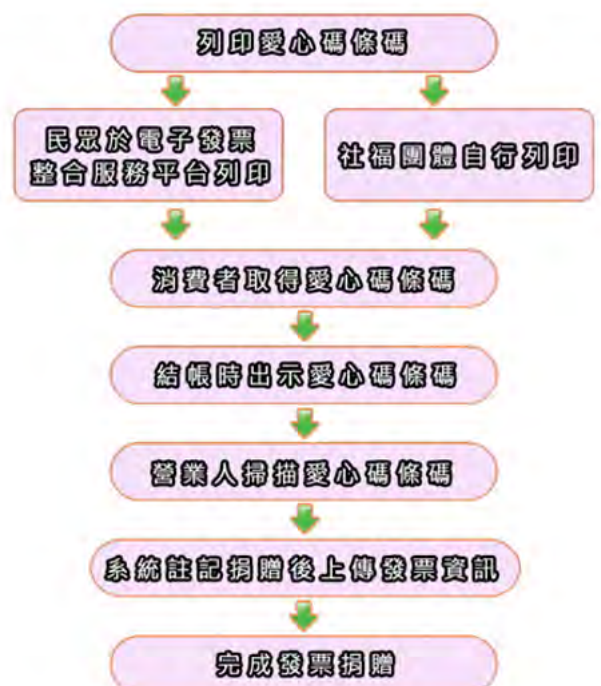 列印愛心碼條碼
民眾於電子發票
整合服務平台列印
社福團體自行列印
消費者取得愛心碼條碼
結帳時出示愛心碼條碼
營業人掃描愛心碼條碼
系統註記捐贈後上傳發票資訊
完成發票捐贈